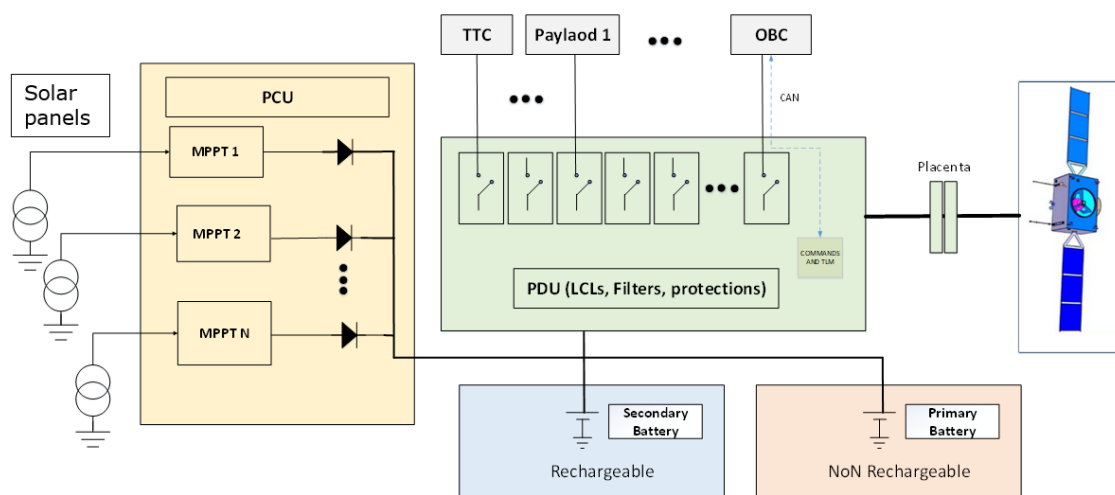 TTC
Paylaod 1
OBC
CAN
Solar
panels
PCU
MPPT 1
MPPT 2
MPPT N
Placenta
COMMANDS
AND TLM
PDU (LCLs, Filters, protections)
Secondary
Battery
Rechargeable
Primary
Battery
NoN Rechargeable